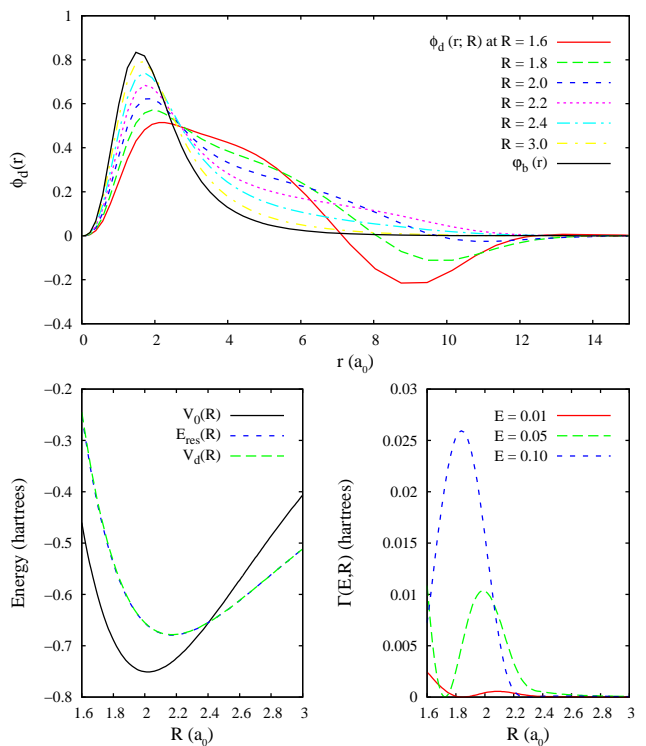 ϕd (r; R) at R = 1.6
R = 1.8
R = 2.0
R = 2.2
R = 2.4
R = 3.0
φb (r)
1
0.8
0.6
0.4
0.2
0
−0.2
−0.4
ϕd(r)
0 2 4 6 8 10 12 14
r (a0)
V0(R)
Eres(R)
Vd(R)
−0.2
−0.3
−0.4
−0.5
−0.6
−0.7
−0.8
Energy (hartrees)
1.6 1.8 2 2.2 2.4 2.6 2.8 3
R (a0)
E = 0.01
E = 0.05
E = 0.10
0.03
0.025
0.02
0.015
0.01
0.005
0
Γ(E,R) (hartrees)
1.6 1.8 2 2.2 2.4 2.6 2.8 3
R (a0)